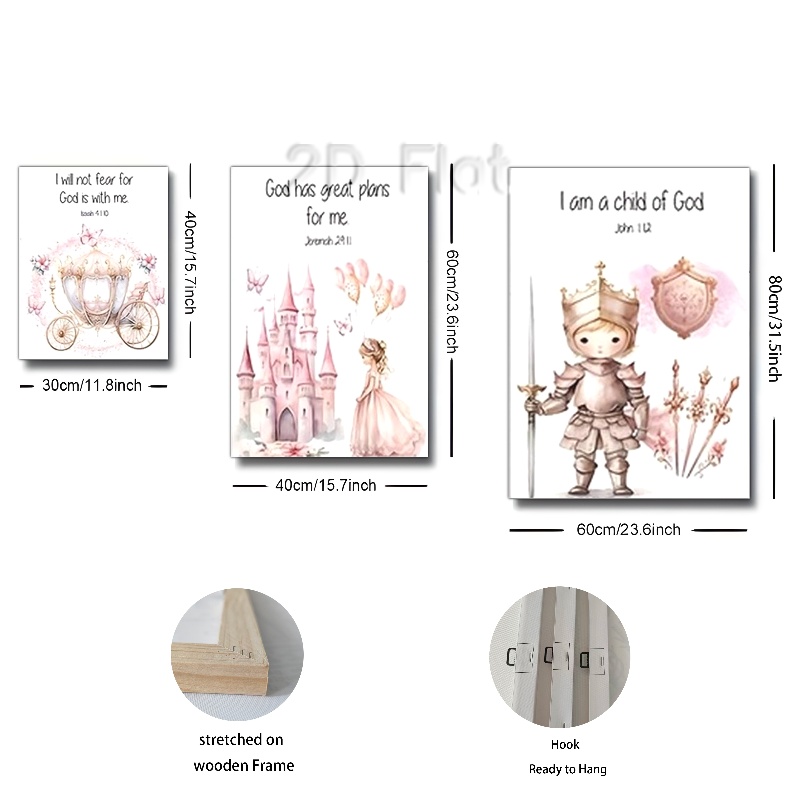 2D Flat
I will not fear for
God is with me.
Isaiah 41:10
40cm/15.7inch
30cm/11.8inch
God has great plans
for me
Jeremiah 29:11
60cm/23.6inch
40cm/15.7inch
I am a child of God
John 1:12
80cm/31.5inch
60cm/23.6inch
stretched on
wooden Frame
Hook
Ready to Hang